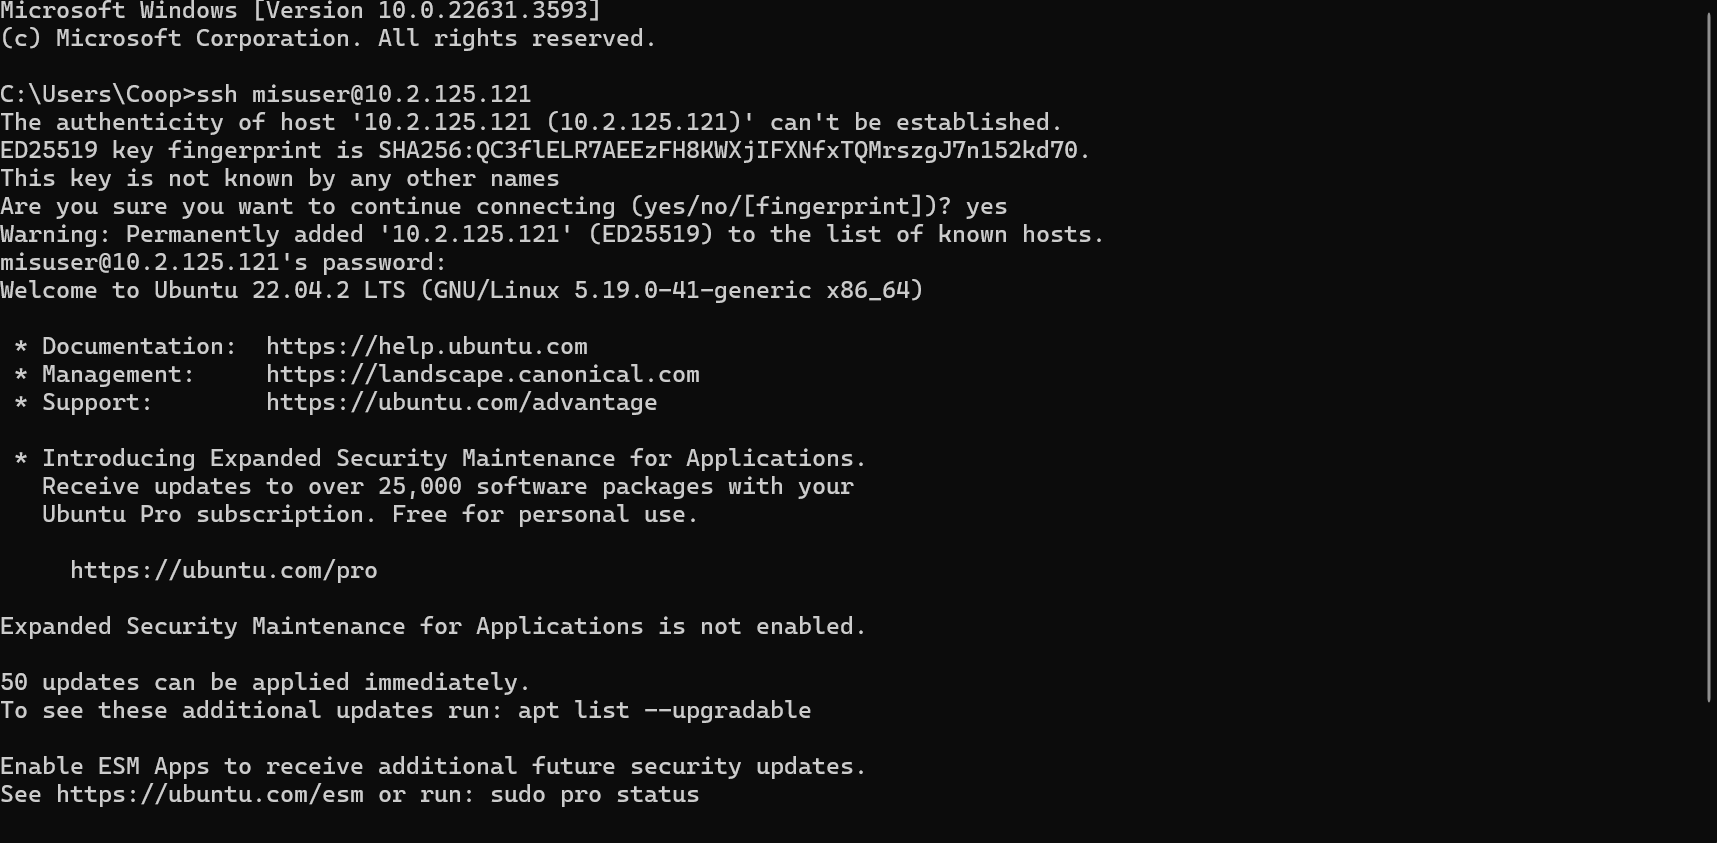 Microsoft Windows [Version 10.0.22631.3593]
(c) Microsoft Corporation. All rights reserved.
C:\Users\Coop>ssh misuser@10.2.125.121
The authenticity of host '10.2.125.121 (10.2.125.121)' can't be established.
ED25519 key fingerprint is SHA256:QC3flELR7AEEzFH8KWXjIFXNfxTQMrszgJ7n152kd70.
This key is not known by any other names
Are you sure you want to continue connecting (yes/no/[fingerprint])? yes
Warning: Permanently added '10.2.125.121' (ED25519) to the list of known hosts.
misuser@10.2.125.121's password:
Welcome to Ubuntu 22.04.2 LTS (GNU/Linux 5.19.0-41-generic x86_64)
* Documentation:  https://help.ubuntu.com
* Management:     https://landscape.canonical.com
* Support:        https://ubuntu.com/advantage
* Introducing Expanded Security Maintenance for Applications.
Receive updates to over 25,000 software packages with your
Ubuntu Pro subscription. Free for personal use.
https://ubuntu.com/pro
Expanded Security Maintenance for Applications is not enabled.
50 updates can be applied immediately.
To see these additional updates run: apt list --upgradable
Enable ESM Apps to receive additional future security updates.
See https://ubuntu.com/esm or run: sudo pro status